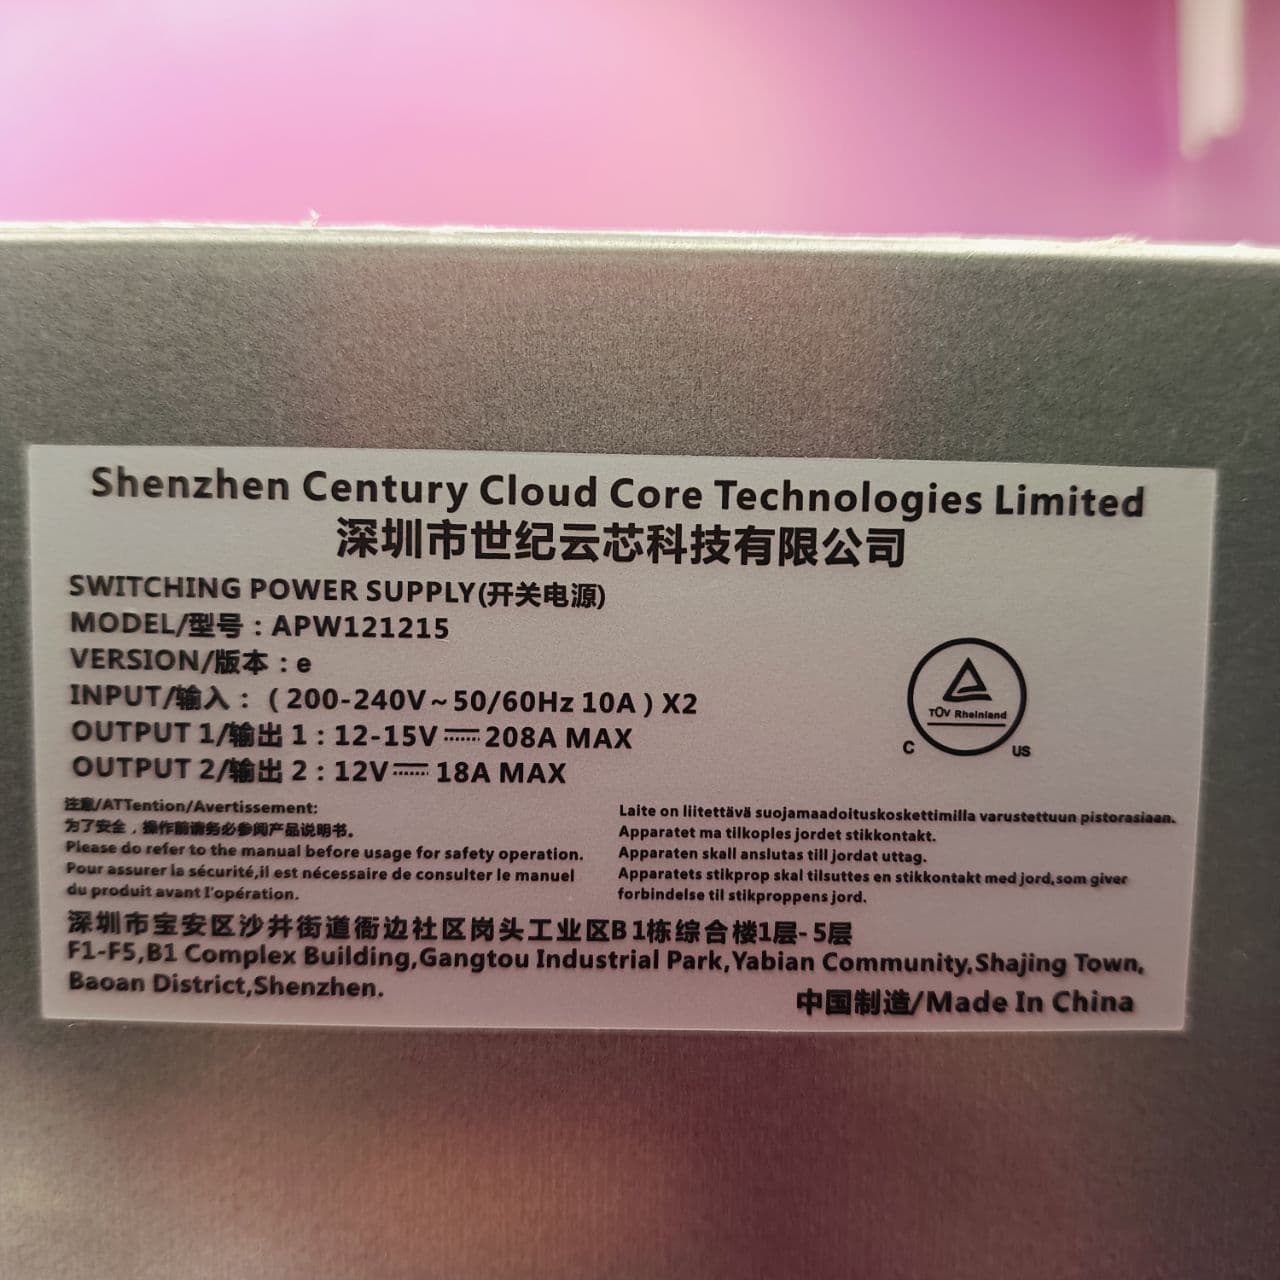 Shenzhen Century Cloud Core Technologies Limited
深圳市世纪云芯科技有限公司
SWITCHING POWER SUPPLY(开关电源)
MODEL/型号 : APW121215
VERSION/版本 : e
INPUT/输入 : ( 200-240V～50/60Hz 10A ) X2
OUTPUT 1/输出 1 : 12-15V⎓208A MAX
OUTPUT 2/输出 2 : 12V⎓18A MAX
TÜV Rheinland
C US
注意/ATTention/Avertissement:
为了安全，操作前请务必参阅产品说明书。
Please do refer to the manual before usage for safety operation.
Pour assurer la sécurité,il est nécessaire de consulter le manuel
du produit avant l'opération.
Laite on liitettävä suojamaadoituskoskettimilla varustettuun pistorasiaan.
Apparatet ma tilkoples jordet stikkontakt.
Apparaten skall anslutas till jordat uttag.
Apparatets stikprop skal tilsuttes en stikkontakt med jord,som giver
forbindelse til stikproppens jord.
深圳市宝安区沙井街道衙边社区岗头工业区B1栋综合楼1层- 5层
F1-F5,B1 Complex Building,Gangtou Industrial Park,Yabian Community,Shajing Town,
Baoan District,Shenzhen.
中国制造/Made In China